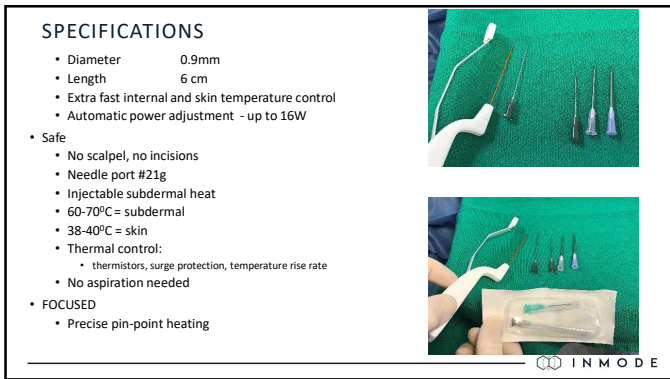 SPECIFICATIONS
• Diameter 0.9mm
• Length 6 cm
• Extra fast internal and skin temperature control
• Automatic power adjustment - up to 16W
• Safe
• No scalpel, no incisions
• Needle port #21g
• Injectable subdermal heat
• 60-70⁰C = subdermal
• 38-40⁰C = skin
• Thermal control:
• thermistors, surge protection, temperature rise rate
• No aspiration needed
• FOCUSED
• Precise pin-point heating
INMODE